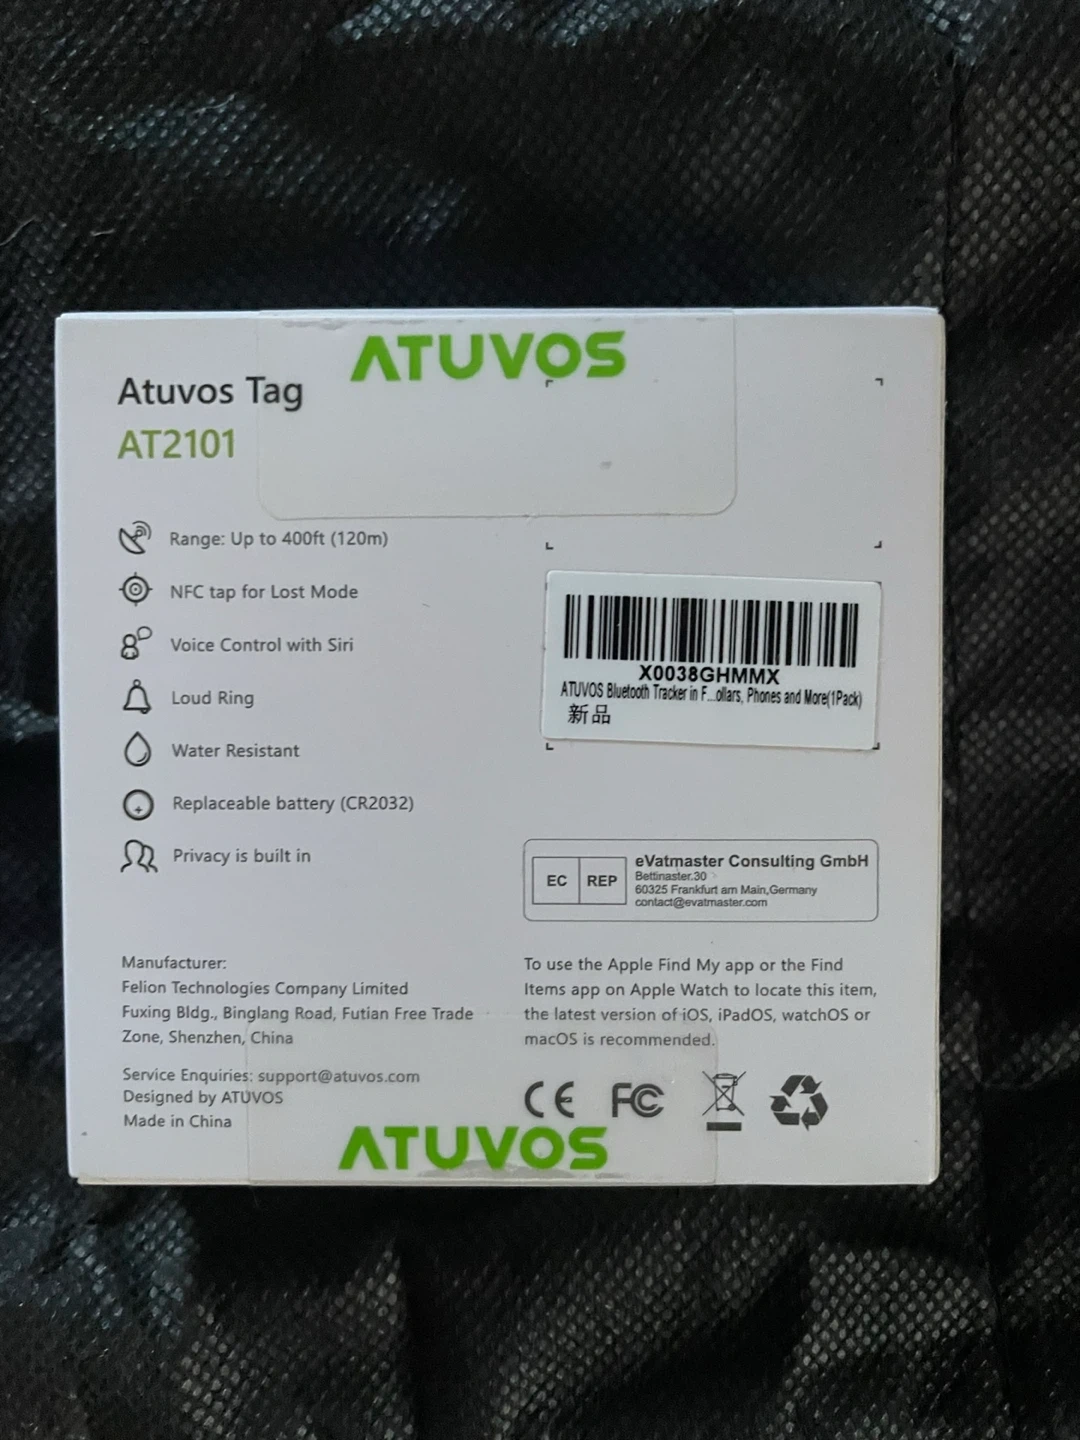 ATUVOS
Atuvos Tag
AT2101
Range: Up to 400ft (120m)
NFC tap for Lost Mode
Voice Control with Siri
Loud Ring
Water Resistant
Replaceable battery (CR2032)
Privacy is built in
X0038GHMMX
ATUVOS Bluetooth Tracker in F...ollars, Phones and More(1Pack)
新品
EC REP
eVatmaster Consulting GmbH
Bettinaster.30
60325 Frankfurt am Main,Germany
contact@evatmaster.com
Manufacturer:
Felion Technologies Company Limited
Fuxing Bldg., Binglang Road, Futian Free Trade
Zone, Shenzhen, China
Service Enquiries: support@atuvos.com
Designed by ATUVOS
Made in China
To use the Apple Find My app or the Find
Items app on Apple Watch to locate this item,
the latest version of iOS, iPadOS, watchOS or
macOS is recommended.
CE FC
ATUVOS